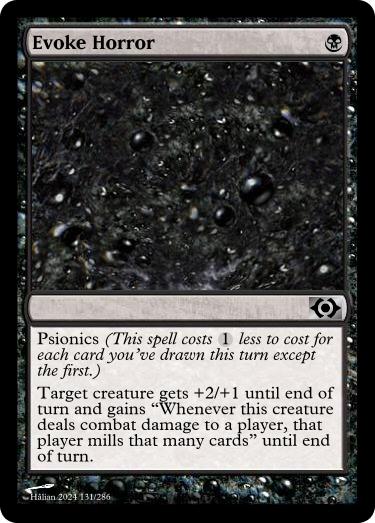 Evoke Horror
Psionics (This spell costs 1 less to cost for
each card you've drawn this turn except
the first.)
Target creature gets +2/+1 until end of
turn and gains “Whenever this creature
deals combat damage to a player, that
player mills that many cards” until end
of turn.
Hálian 2024 131/286